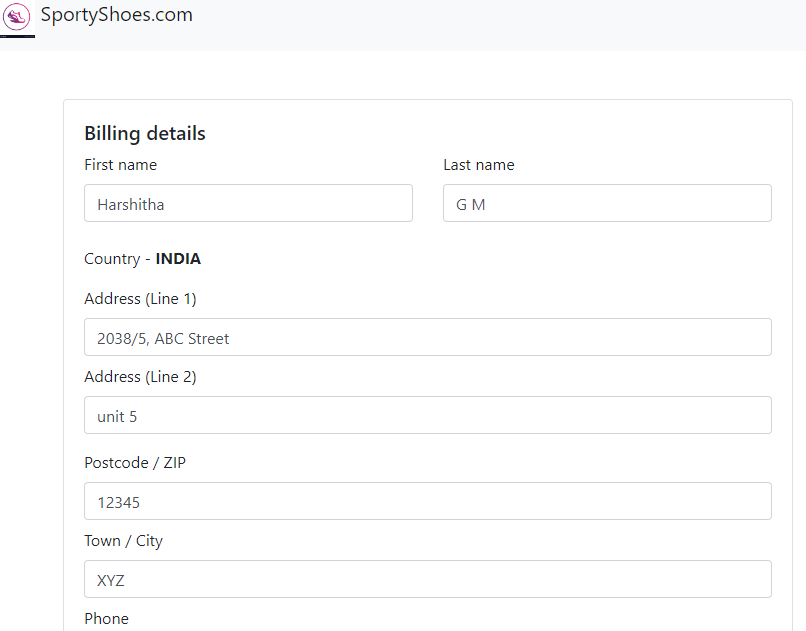 SportyShoes.com
Billing details
First name Last name
Harshitha G M
Country - INDIA
Address (Line 1)
2038/5, ABC Street
Address (Line 2)
unit 5
Postcode / ZIP
12345
Town / City
XYZ
Phone